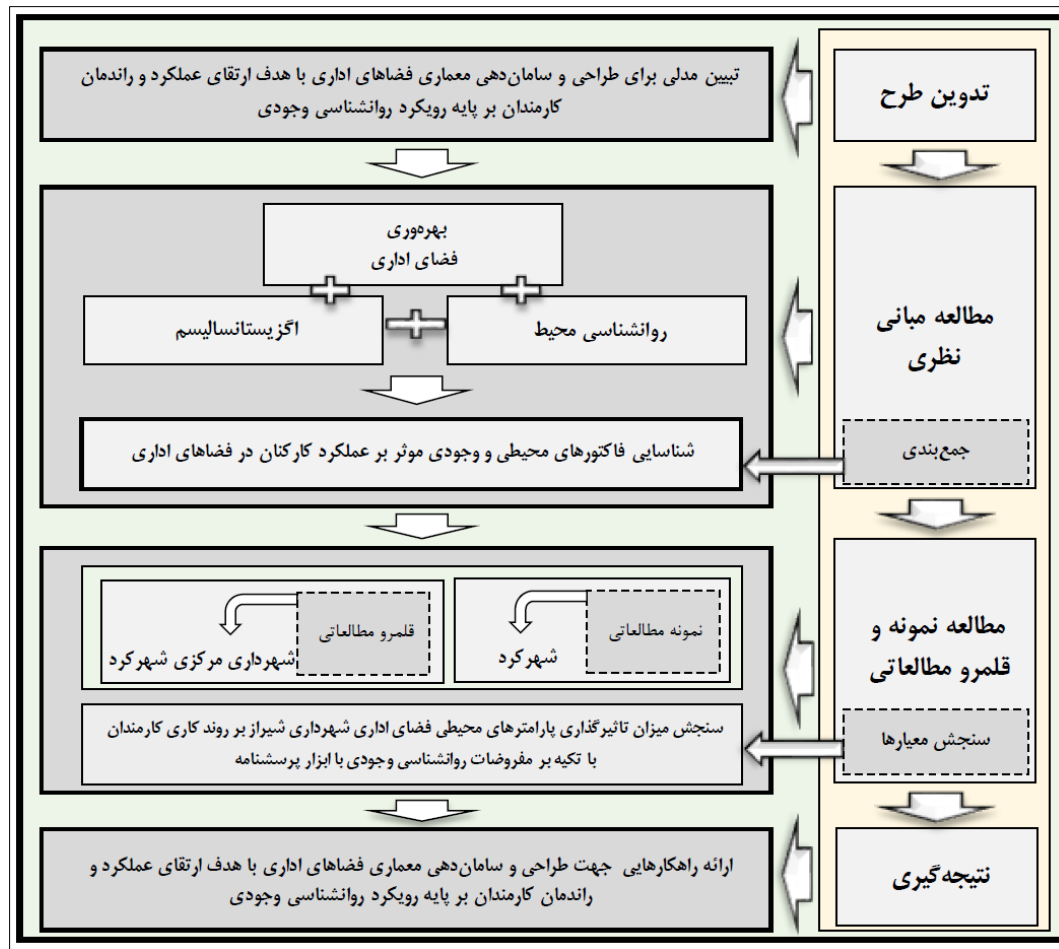 تدوین طرح
تبیین مدلی برای طراحی و سامان‌دهی معماری فضاهای اداری با هدف ارتقای عملکرد و راندمان
کارمندان بر پایه رویکرد روانشناسی وجودی
مطالعه مبانی
نظری
بهره‌وری
فضای اداری
روانشناسی محیط
اگزیستانسالیسم
جمع‌بندی
شناسایی فاکتورهای محیطی و وجودی موثر بر عملکرد کارکنان در فضاهای اداری
مطالعه نمونه و
قلمرو مطالعاتی
نمونه مطالعاتی
شهرکرد
قلمرو مطالعاتی
شهرداری مرکزی شهرکرد
سنجش معیارها
سنجش میزان تاثیرگذاری پارامترهای محیطی فضای اداری شهرداری شیراز بر روند کاری کارمندان
با تکیه بر مفروضات روانشناسی وجودی با ابزار پرسشنامه
نتیجه‌گیری
ارائه راهکارهایی جهت طراحی و سامان‌دهی معماری فضاهای اداری با هدف ارتقای عملکرد و
راندمان کارمندان بر پایه رویکرد روانشناسی وجودی